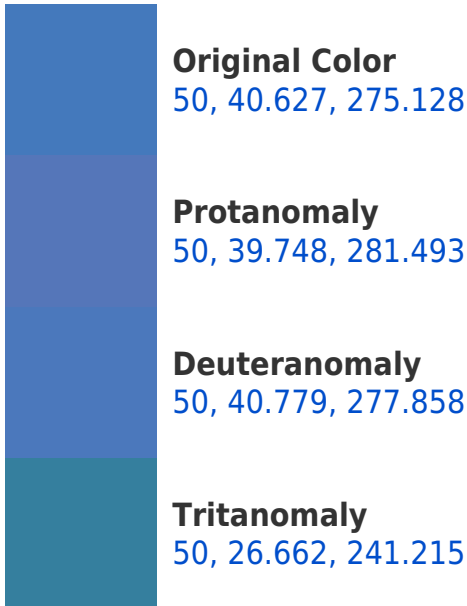 Original Color
50, 40.627, 275.128
Protanomaly
50, 39.748, 281.493
Deuteranomaly
50, 40.779, 277.858
Tritanomaly
50, 26.662, 241.215